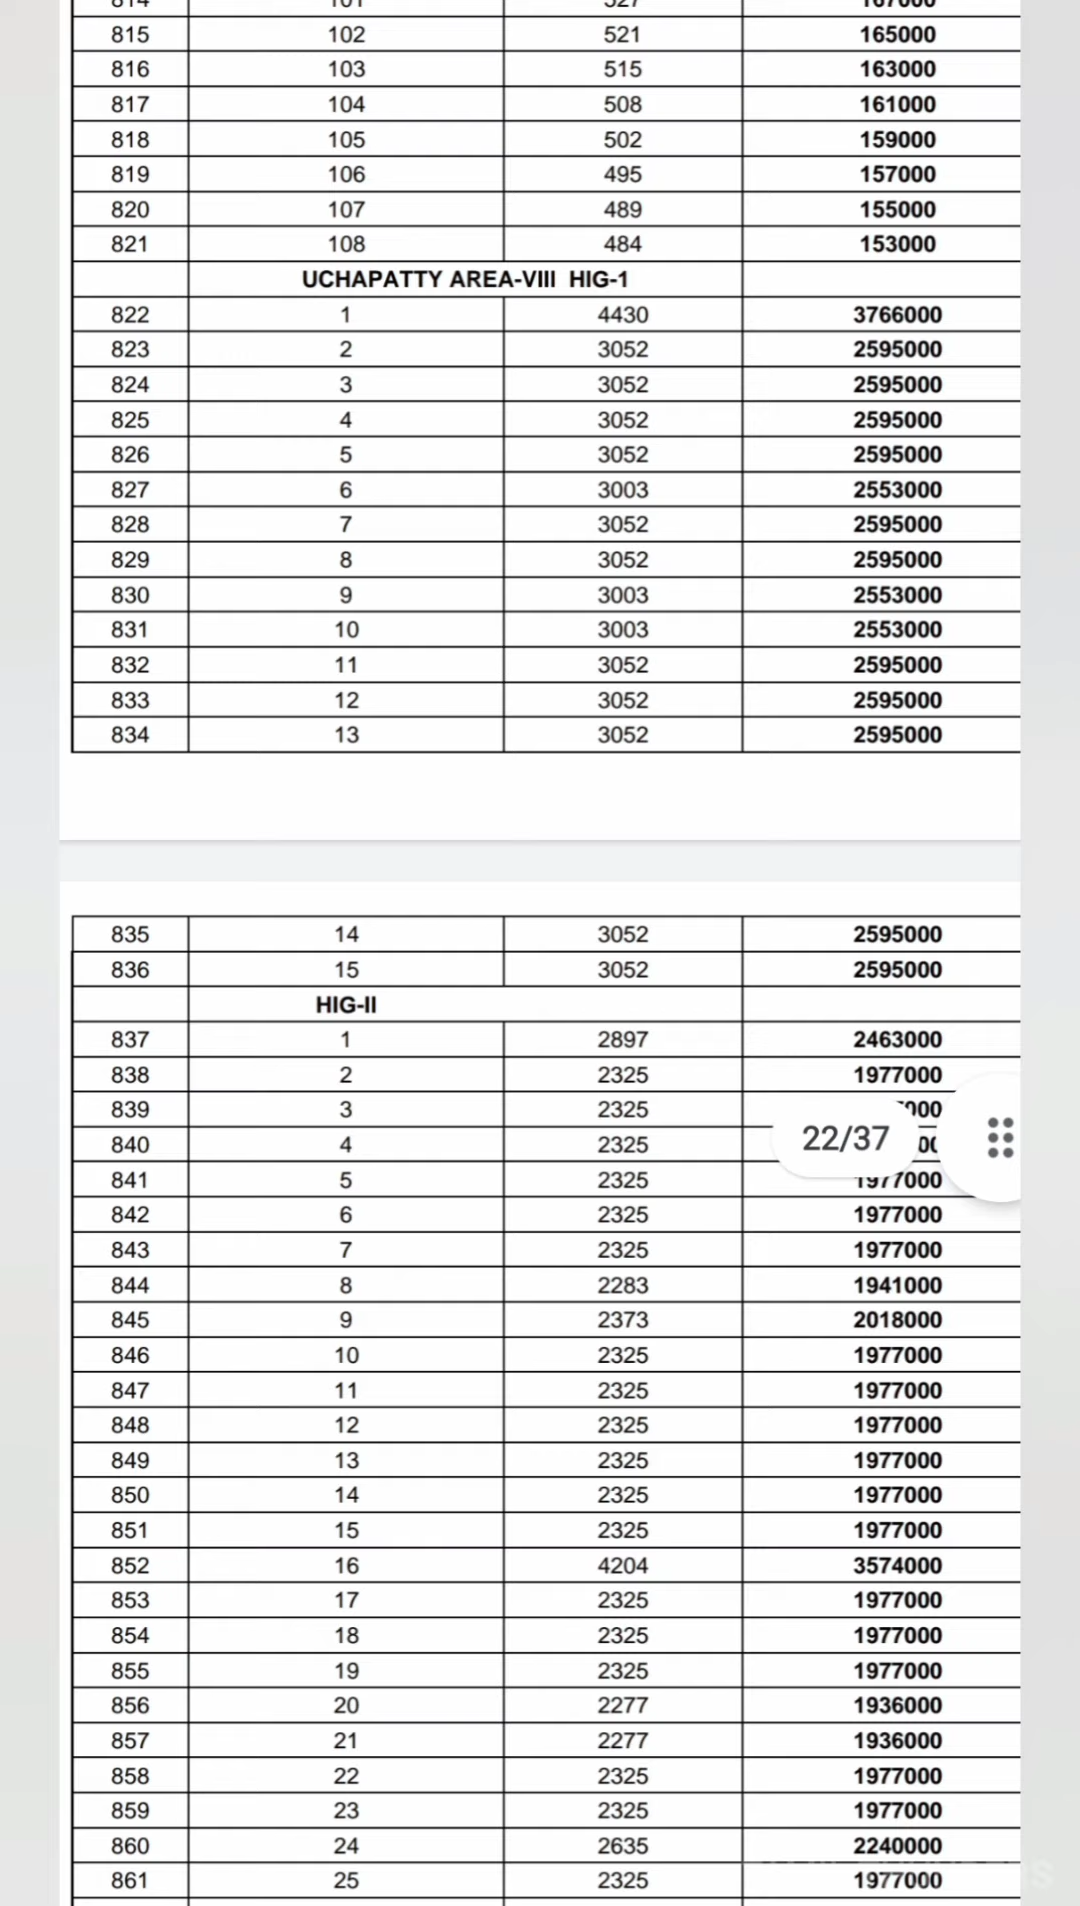 815 102 521 165000
816 103 515 163000
817 104 508 161000
818 105 502 159000
819 106 495 157000
820 107 489 155000
821 108 484 153000
UCHAPATTY AREA-VIII HIG-1
822 1 4430 3766000
823 2 3052 2595000
824 3 3052 2595000
825 4 3052 2595000
826 5 3052 2595000
827 6 3003 2553000
828 7 3052 2595000
829 8 3052 2595000
830 9 3003 2553000
831 10 3003 2553000
832 11 3052 2595000
833 12 3052 2595000
834 13 3052 2595000
835 14 3052 2595000
836 15 3052 2595000
HIG-II
837 1 2897 2463000
838 2 2325 1977000
839 3 2325
840 4 2325
22/37
841 5 2325 1977000
842 6 2325 1977000
843 7 2325 1977000
844 8 2283 1941000
845 9 2373 2018000
846 10 2325 1977000
847 11 2325 1977000
848 12 2325 1977000
849 13 2325 1977000
850 14 2325 1977000
851 15 2325 1977000
852 16 4204 3574000
853 17 2325 1977000
854 18 2325 1977000
855 19 2325 1977000
856 20 2277 1936000
857 21 2277 1936000
858 22 2325 1977000
859 23 2325 1977000
860 24 2635 2240000
861 25 2325 1977000